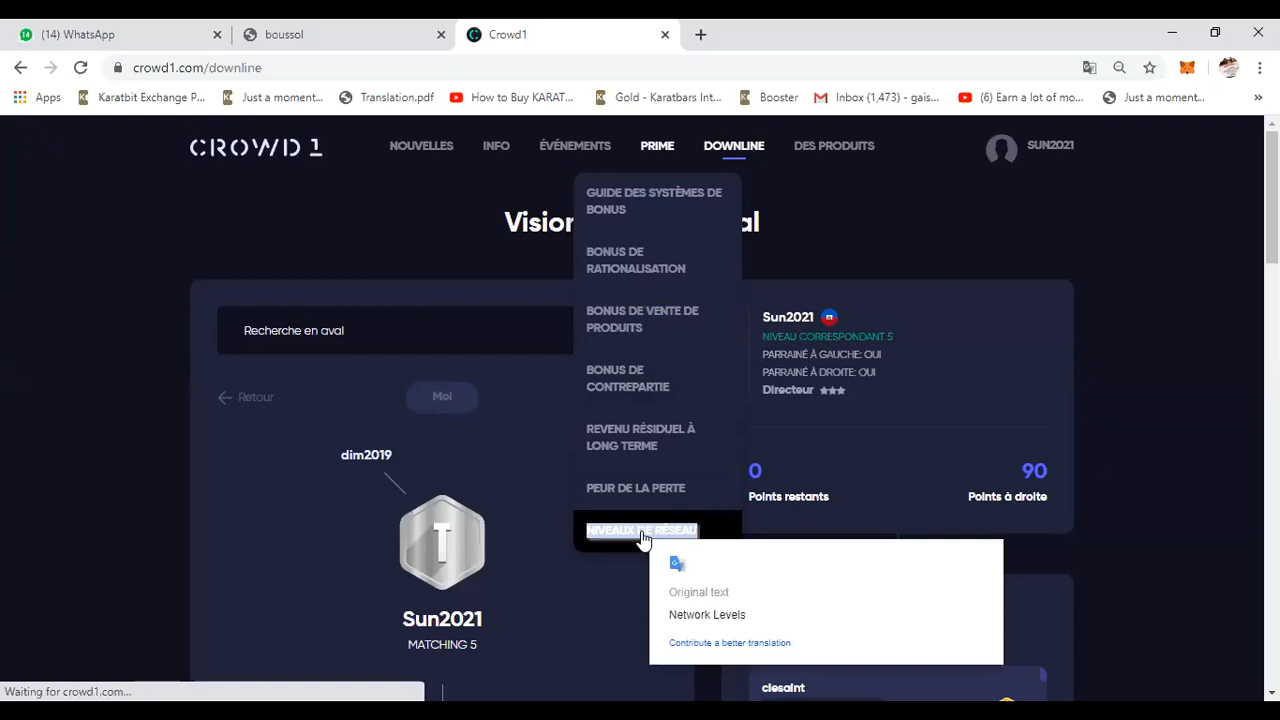 (14) WhatsApp
boussol
Crowd1
crowd1.com/downline
Apps
Karatbit Exchange P...
Just a moment...
Translation.pdf
How to Buy KARAT...
Gold - Karatbars Int...
Booster
Inbox (1,473) - gais...
(6) Earn a lot of mo...
Just a moment...
»
CROWD 1
NOUVELLES
INFO
ÉVÉNEMENTS
PRIME
DOWNLINE
DES PRODUITS
SUN2021
GUIDE DES SYSTÈMES DE
BONUS
BONUS DE
RATIONALISATION
BONUS DE VENTE DE
PRODUITS
BONUS DE
CONTREPARTIE
REVENU RÉSIDUEL À
LONG TERME
PEUR DE LA PERTE
NIVEAUX DE RÉSEAU
Recherche en aval
Retour
Moi
dim2019
T
Sun2021
MATCHING 5
Sun2021
NIVEAU CORRESPONDANT 5
PARRAINÉ À GAUCHE: OUI
PARRAINÉ À DROITE: OUI
Directeur
0
90
Points restants
Points à droite
Original text
Network Levels
Contribute a better translation
clesaint
Waiting for crowd1.com...